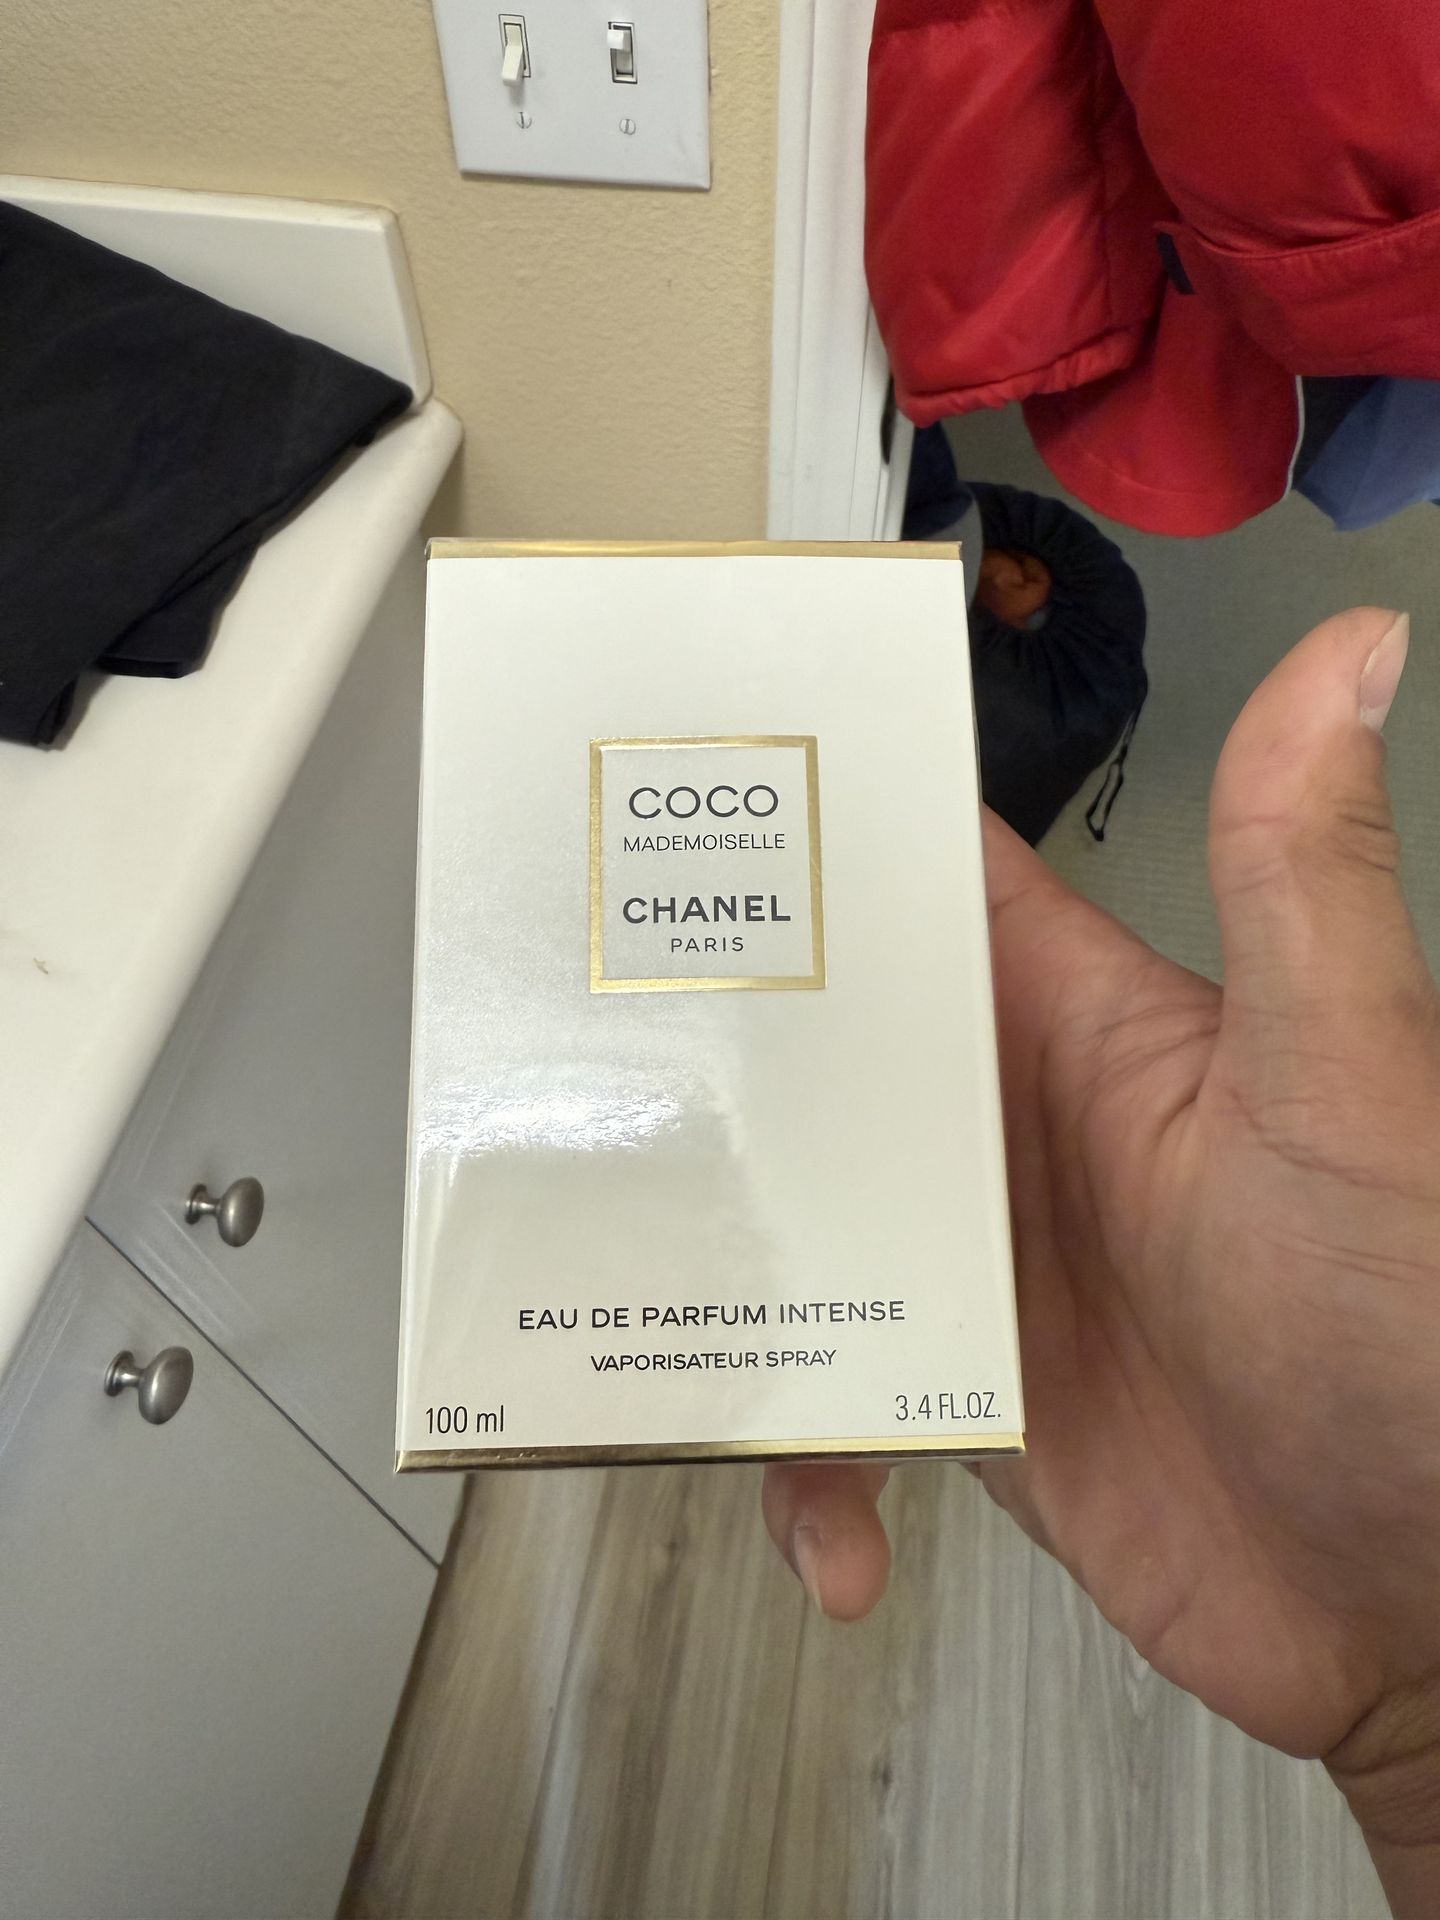 COCO
MADEMOISELLE
CHANEL
PARIS
EAU DE PARFUM INTENSE
VAPORISATEUR SPRAY
100 ml
3.4 FL.OZ.